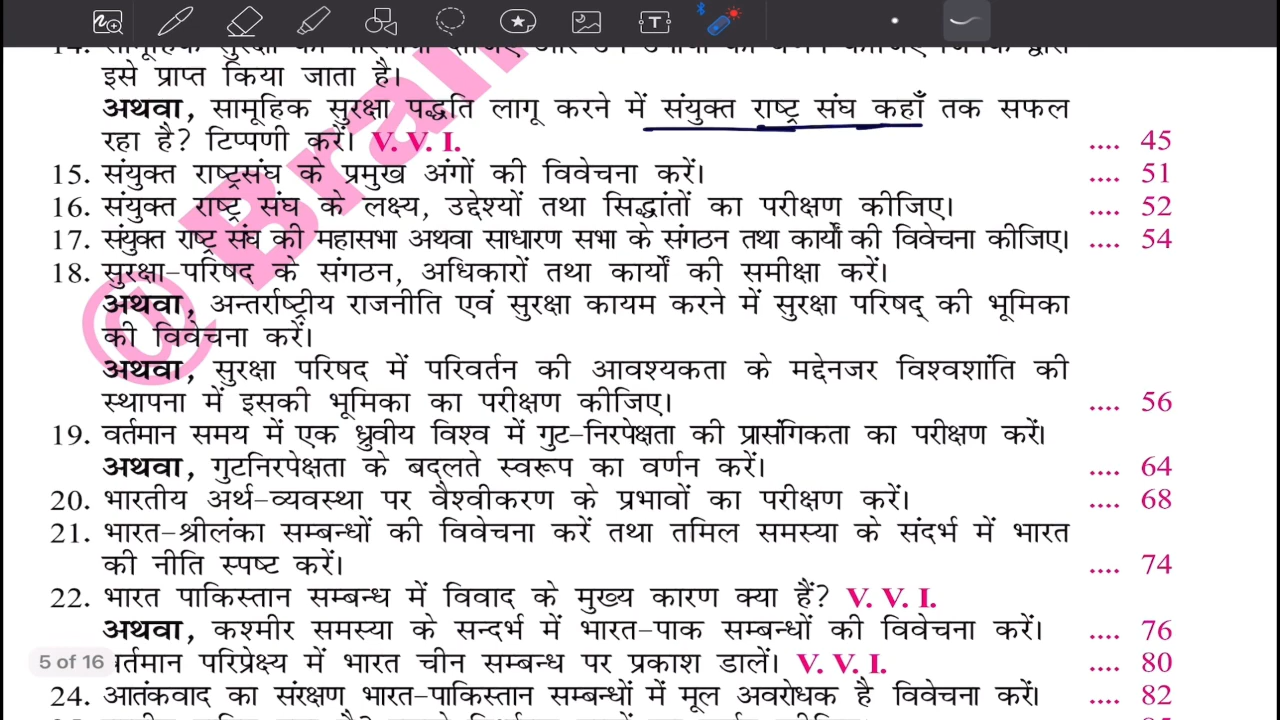 इसे प्राप्त किया जाता है।
अथवा, सामूहिक सुरक्षा पद्धति लागू करने में संयुक्त राष्ट्र संघ कहाँ तक सफल
रहा है? टिप्पणी करें। V. V. I. .... 45
15. संयुक्त राष्ट्रसंघ के प्रमुख अंगों की विवेचना करें। .... 51
16. संयुक्त राष्ट्र संघ के लक्ष्य, उद्देश्यों तथा सिद्धांतों का परीक्षण कीजिए। .... 52
17. संयुक्त राष्ट्र संघ की महासभा अथवा साधारण सभा के संगठन तथा कार्यों की विवेचना कीजिए। .... 54
18. सुरक्षा-परिषद के संगठन, अधिकारों तथा कार्यों की समीक्षा करें।
अथवा, अन्तर्राष्ट्रीय राजनीति एवं सुरक्षा कायम करने में सुरक्षा परिषद् की भूमिका
की विवेचना करें।
अथवा, सुरक्षा परिषद में परिवर्तन की आवश्यकता के मद्देनजर विश्वशांति की
स्थापना में इसकी भूमिका का परीक्षण कीजिए। .... 56
19. वर्तमान समय में एक ध्रुवीय विश्व में गुट-निरपेक्षता की प्रासंगिकता का परीक्षण करें।
अथवा, गुटनिरपेक्षता के बदलते स्वरूप का वर्णन करें। .... 64
20. भारतीय अर्थ-व्यवस्था पर वैश्वीकरण के प्रभावों का परीक्षण करें। .... 68
21. भारत-श्रीलंका सम्बन्धों की विवेचना करें तथा तमिल समस्या के संदर्भ में भारत
की नीति स्पष्ट करें। .... 74
22. भारत पाकिस्तान सम्बन्ध में विवाद के मुख्य कारण क्या हैं? V. V. I.
अथवा, कश्मीर समस्या के सन्दर्भ में भारत-पाक सम्बन्धों की विवेचना करें। .... 76
5 of 16 वर्तमान परिप्रेक्ष्य में भारत चीन सम्बन्ध पर प्रकाश डालें। V. V. I. .... 80
24. आतंकवाद का संरक्षण भारत-पाकिस्तान सम्बन्धों में मूल अवरोधक है विवेचना करें। .... 82